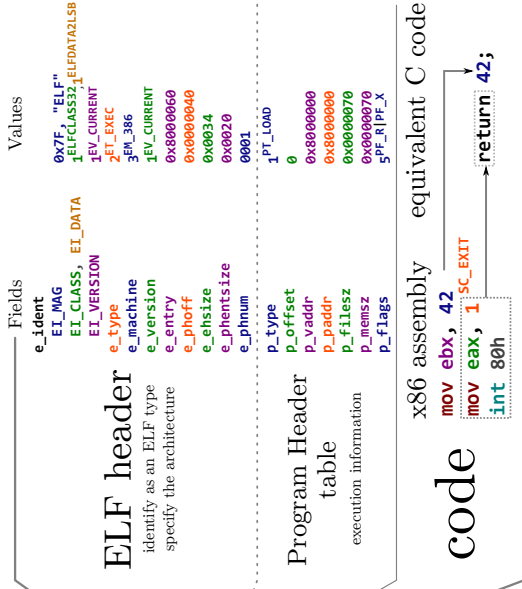 Fields Values
e_ident
EI_MAG 0x7F, "ELF"
EI_CLASS, EI_DATA 1ELFCLASS32, 1ELFDATA2LSB
EI_VERSION 1EV_CURRENT
e_type 2ET_EXEC
e_machine 3EM_386
e_version 1EV_CURRENT
e_entry 0x8000060
e_phoff 0x00000040
e_ehsize 0x0034
e_phentsize 0x0020
e_phnum 0001
ELF header
identify as an ELF type
specify the architecture
p_type 1PT_LOAD
p_offset 0
p_vaddr 0x8000000
p_paddr 0x8000000
p_filesz 0x00000070
p_memsz 0x00000070
p_flags 5PF_R|PF_X
Program Header
table
execution information
code
x86 assembly equivalent C code
mov ebx, 42
mov eax, 1 SC_EXIT
int 80h
return 42;